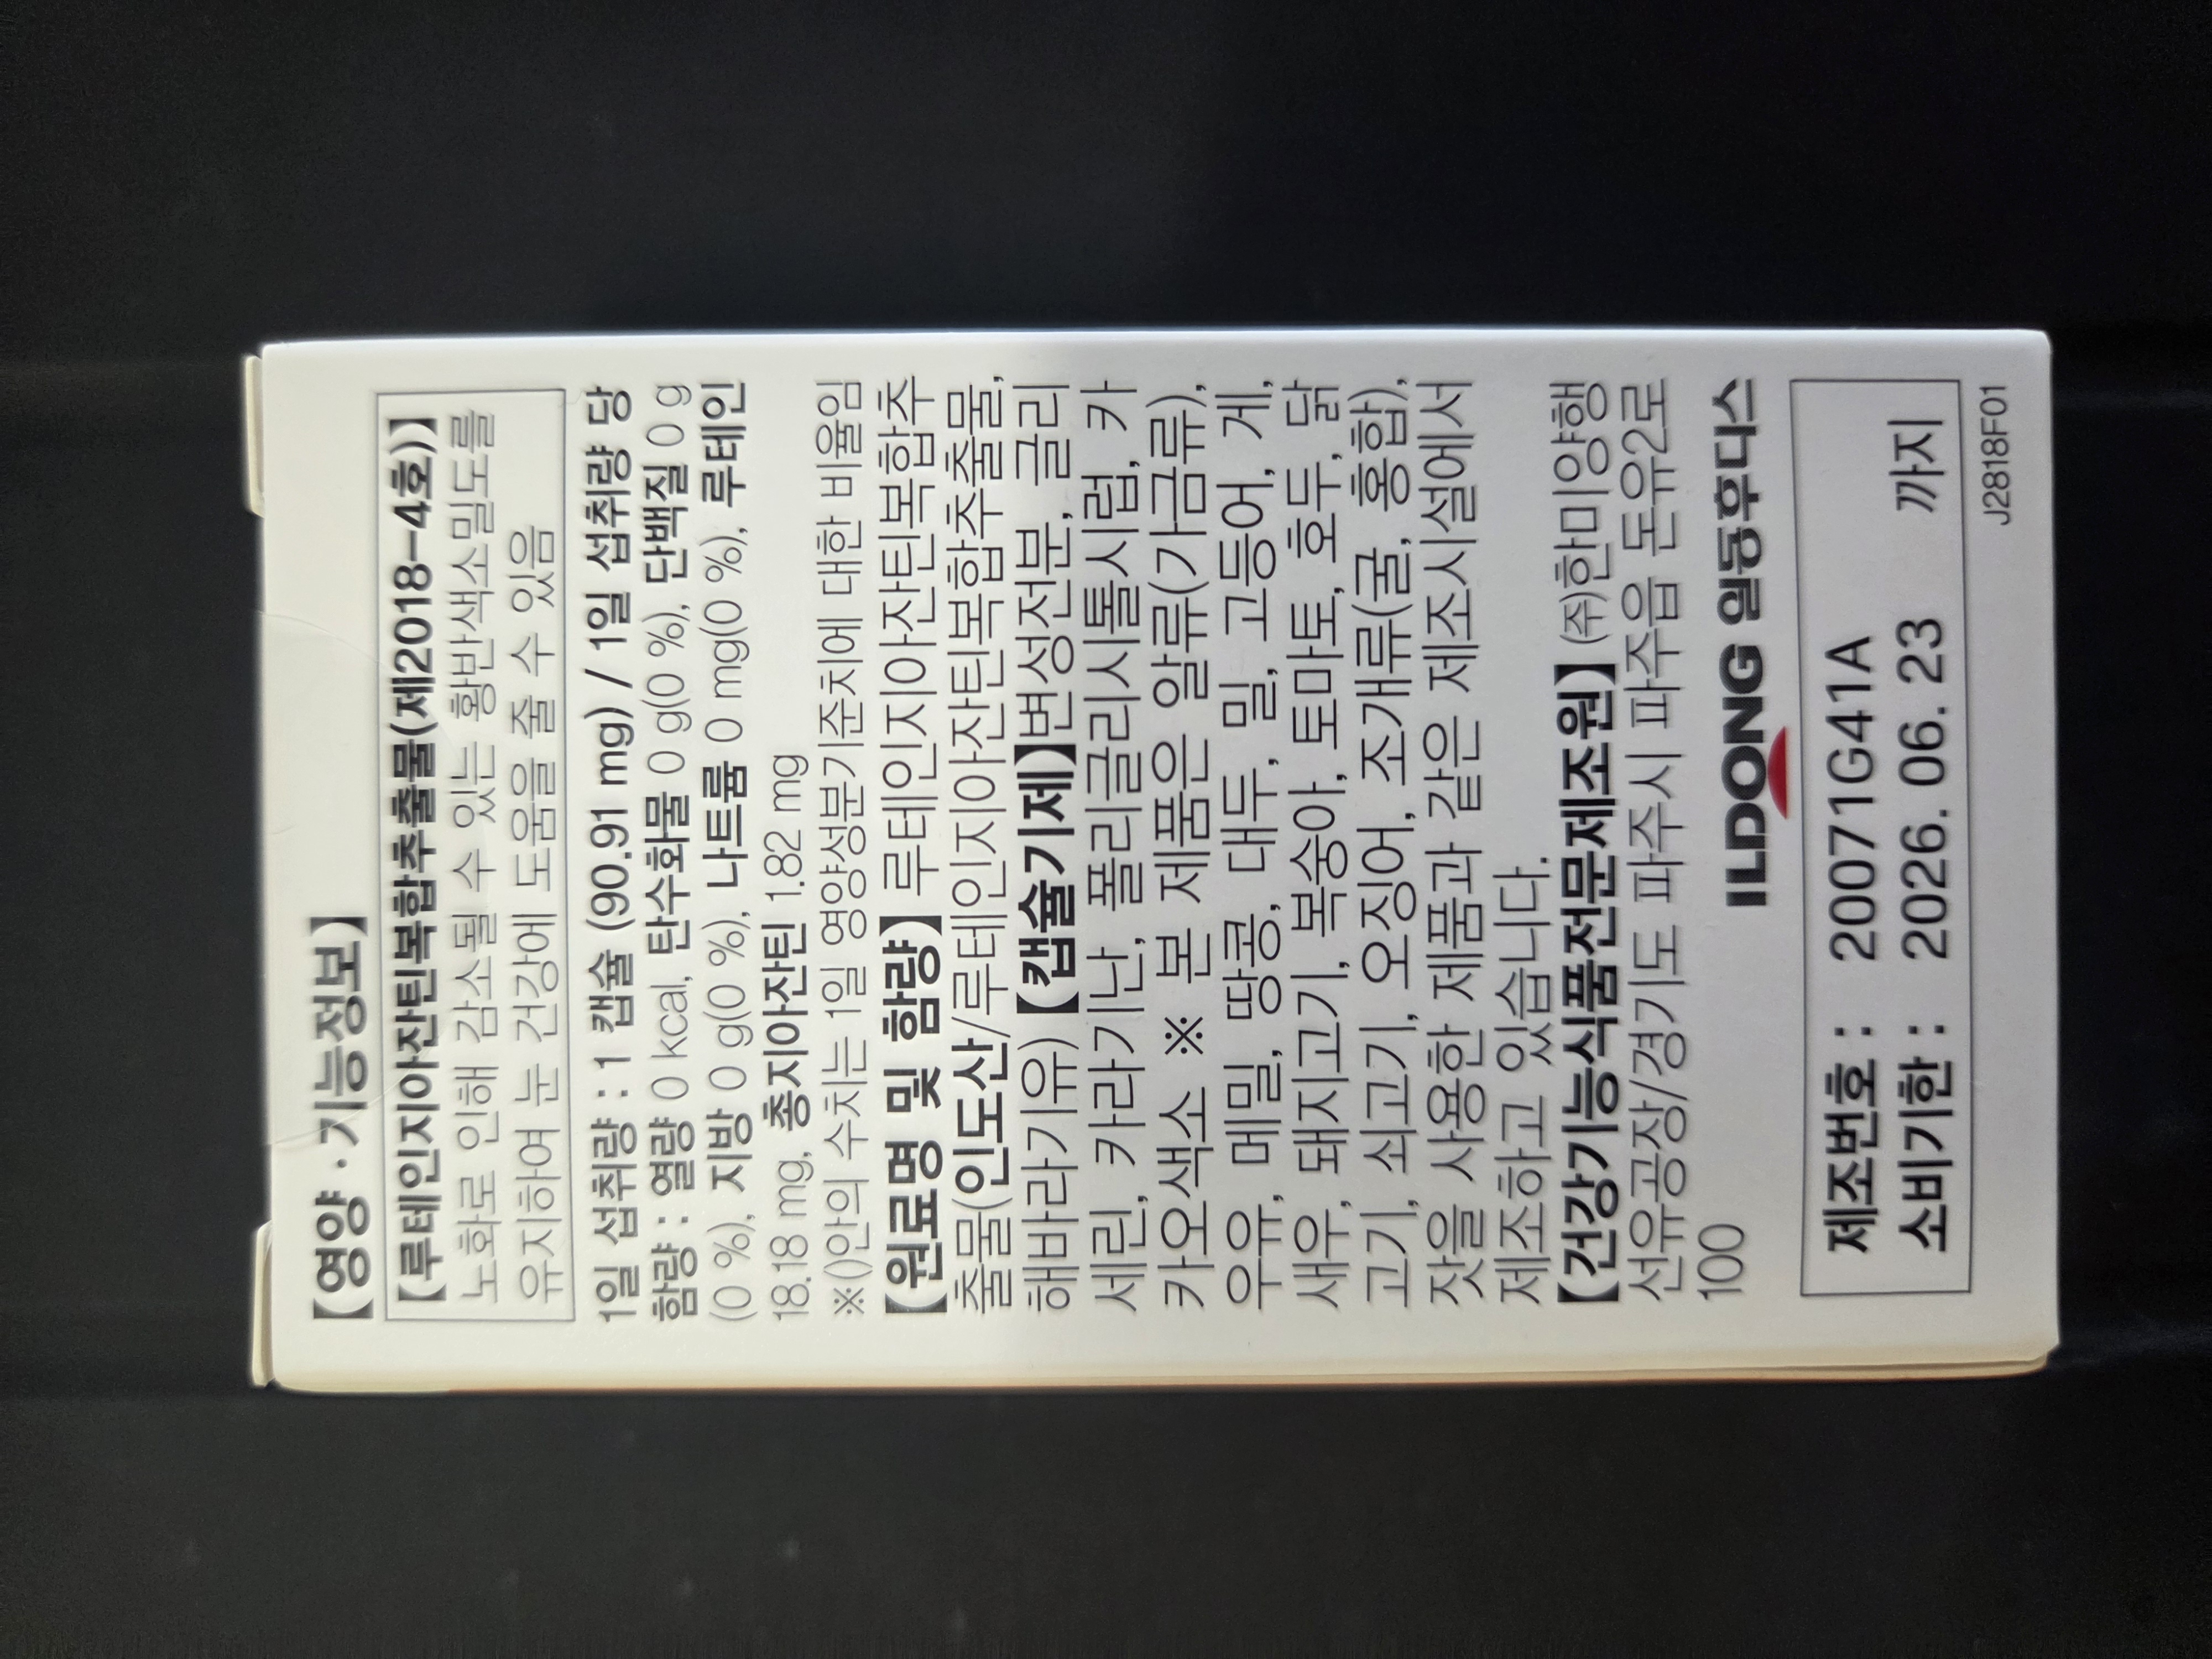 【영양·기능정보】
【루테인지아잔틴복합추출물(제2018-4호)】
노화로 인해 감소될 수 있는 황반색소밀도를
유지하여 눈 건강에 도움을 줄 수 있음
1일 섭취량 : 1 캡슐 (90.91 mg) / 1일 섭취량 당
함량 : 열량 0 kcal, 탄수화물 0 g(0 %), 단백질 0 g
(0 %), 지방 0 g(0 %), 나트륨 0 mg(0 %), 루테인
18.18 mg, 총지아잔틴 1.82 mg
※()안의 수치는 1일 영양성분기준치에 대한 비율임
【원료명 및 함량】 루테인지아잔틴복합추
출물(인도산/루테인지아잔틴복합추출물,
해바라기유) 【캡슐기제】변성전분, 글리
세린, 카라기난, 폴리글리시톨시럽, 카
카오색소 ※ 본 제품은 알류(가금류),
우유, 메밀, 땅콩, 대두, 밀, 고등어, 게,
새우, 돼지고기, 복숭아, 토마토, 호두, 닭
고기, 쇠고기, 오징어, 조개류(굴, 홍합),
잣을 사용한 제품과 같은 제조시설에서
제조하고 있습니다.
【건강기능식품전문제조원】 (주)한미양행
선유공장/경기도 파주시 파주읍 돈유2로
100
ILDONG 일동후디스
제조번호 : 20071G41A
소비기한 : 2026. 06. 23 까지
J2818F01